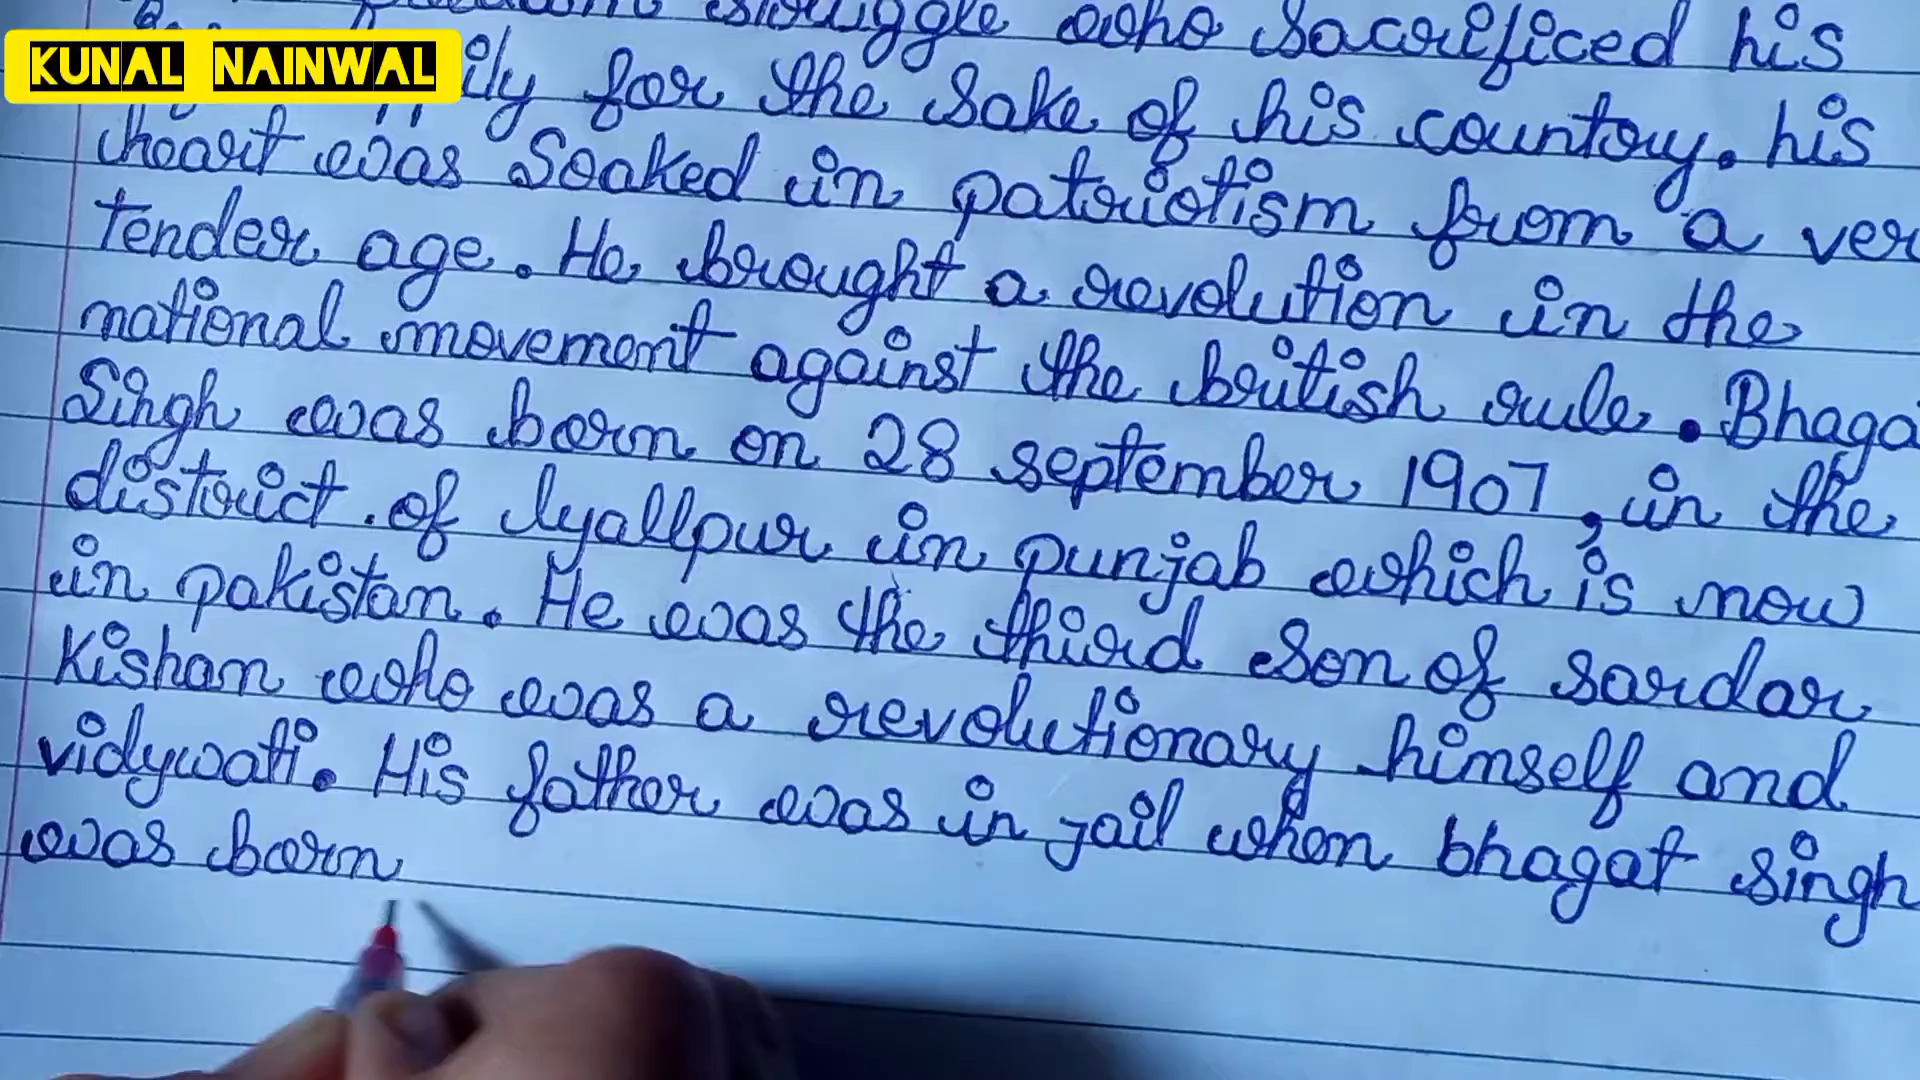 struggle who sacrificed his
KUNAL NAINWAL
for the sake of his country. his
heart was soaked in patriotism from a ver
tender age. He brought a revolution in the
national movement against the british rule. Bhaga
Singh was born on 28 september 1907, in the
district of lyallpur in punjab which is now
in pakistan. He was the third son of sardar
Kishan who was a revolutionary himself and
vidywati. His father was in jail when bhagat singh
was born